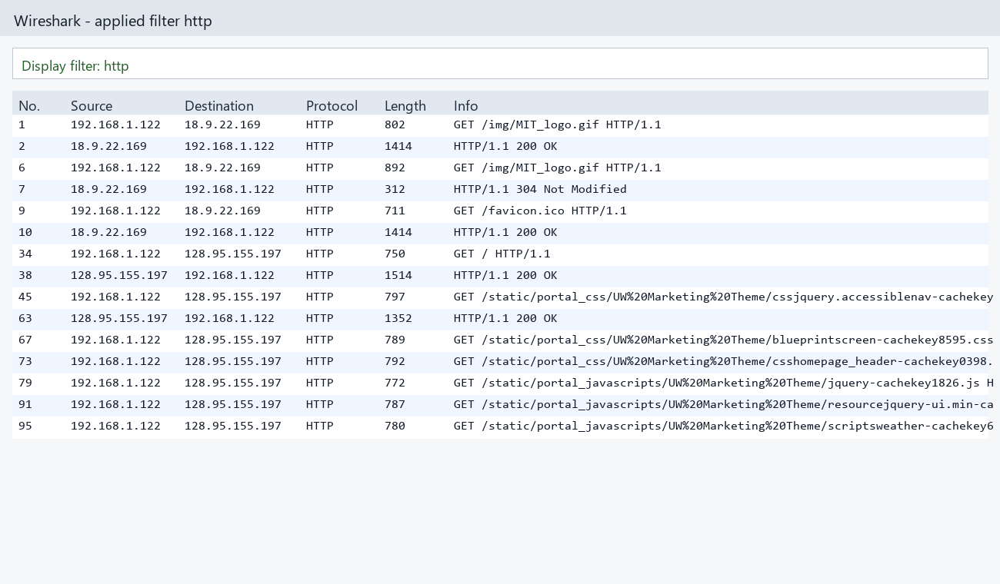 Wireshark - applied filter http
Display filter: http
No. Source Destination Protocol Length Info
1 192.168.1.122 18.9.22.169 HTTP 802 GET /img/MIT_logo.gif HTTP/1.1
2 18.9.22.169 192.168.1.122 HTTP 1414 HTTP/1.1 200 OK
6 192.168.1.122 18.9.22.169 HTTP 892 GET /img/MIT_logo.gif HTTP/1.1
7 18.9.22.169 192.168.1.122 HTTP 312 HTTP/1.1 304 Not Modified
9 192.168.1.122 18.9.22.169 HTTP 711 GET /favicon.ico HTTP/1.1
10 18.9.22.169 192.168.1.122 HTTP 1414 HTTP/1.1 200 OK
34 192.168.1.122 128.95.155.197 HTTP 750 GET / HTTP/1.1
38 128.95.155.197 192.168.1.122 HTTP 1514 HTTP/1.1 200 OK
45 192.168.1.122 128.95.155.197 HTTP 797 GET /static/portal_css/UW%20Marketing%20Theme/cssjquery.accessiblenav-cachekey
63 128.95.155.197 192.168.1.122 HTTP 1352 HTTP/1.1 200 OK
67 192.168.1.122 128.95.155.197 HTTP 789 GET /static/portal_css/UW%20Marketing%20Theme/blueprintscreen-cachekey8595.css
73 192.168.1.122 128.95.155.197 HTTP 792 GET /static/portal_css/UW%20Marketing%20Theme/csshomepage_header-cachekey0398.
79 192.168.1.122 128.95.155.197 HTTP 772 GET /static/portal_javascripts/UW%20Marketing%20Theme/jquery-cachekey1826.js H
91 192.168.1.122 128.95.155.197 HTTP 787 GET /static/portal_javascripts/UW%20Marketing%20Theme/resourcejquery-ui.min-ca
95 192.168.1.122 128.95.155.197 HTTP 780 GET /static/portal_javascripts/UW%20Marketing%20Theme/scriptsweather-cachekey6